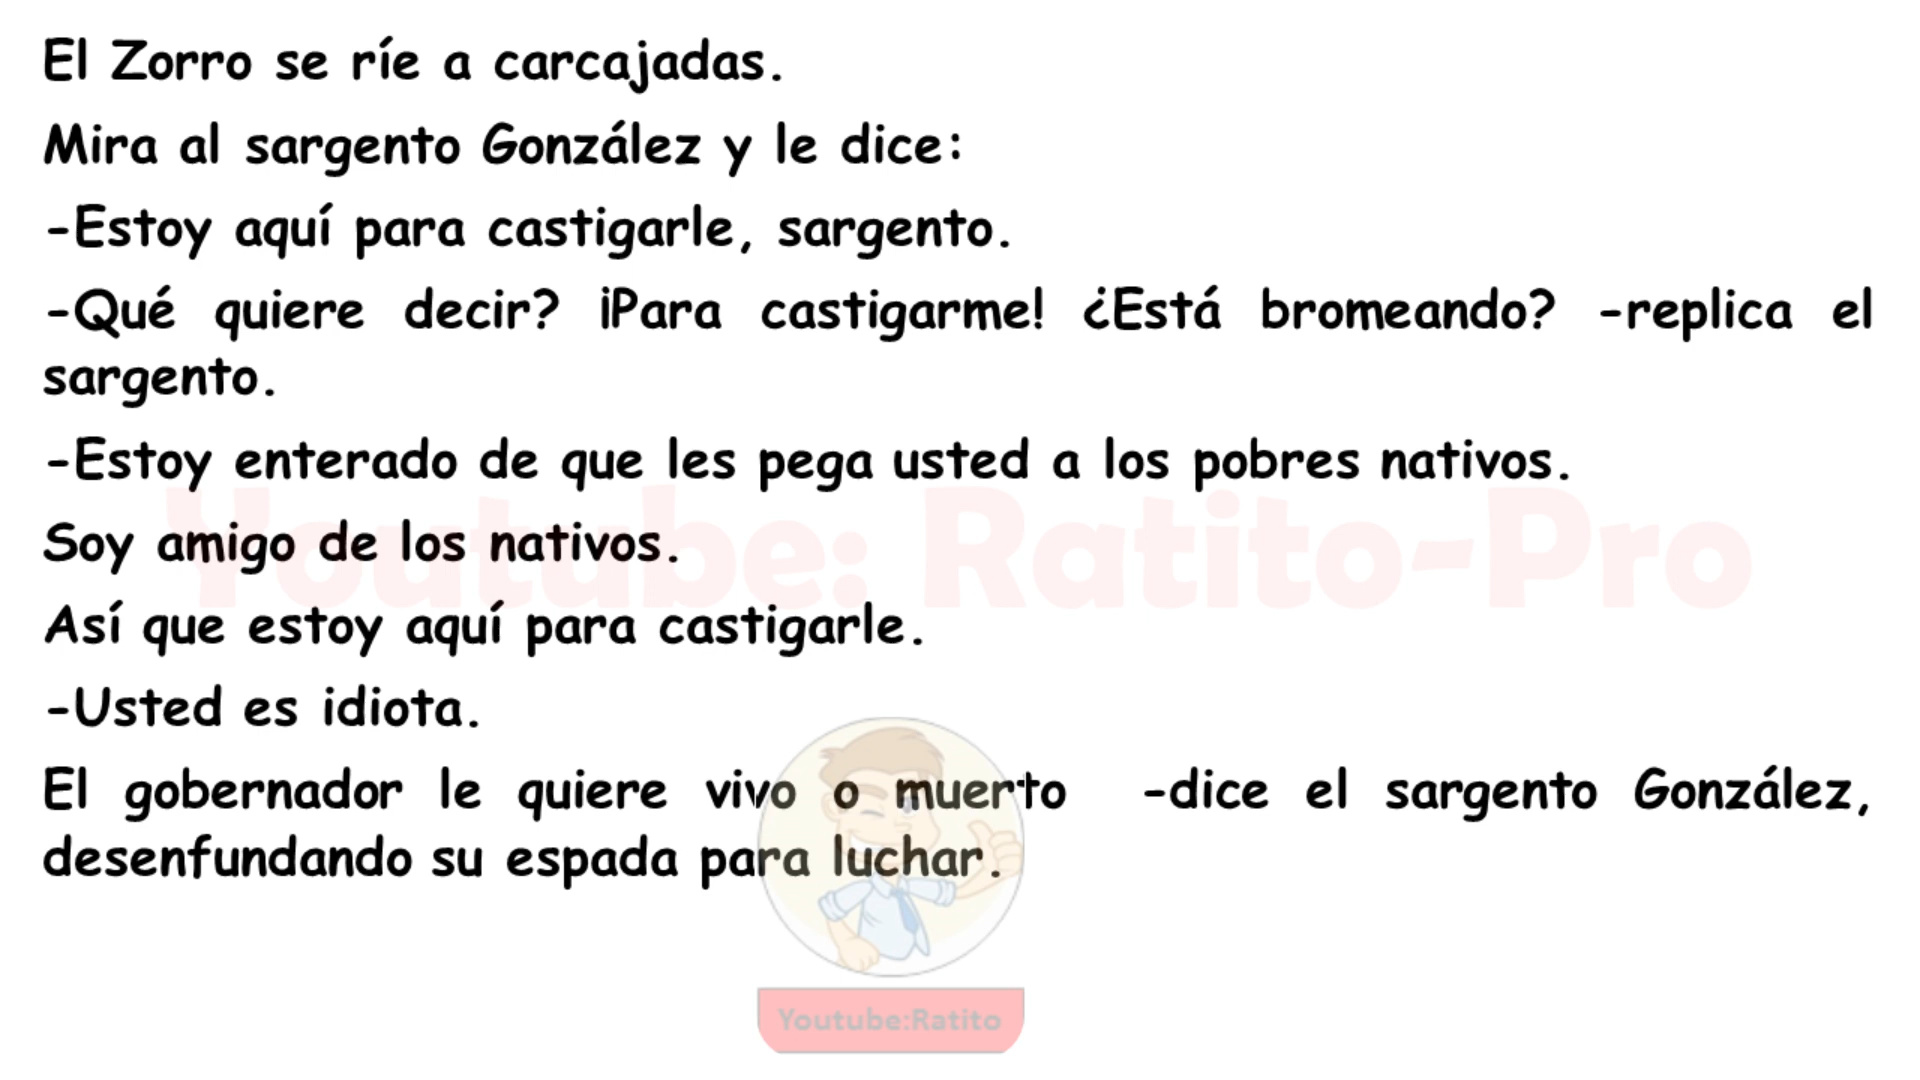 El Zorro se ríe a carcajadas.
Mira al sargento González y le dice:
-Estoy aquí para castigarle, sargento.
-Qué quiere decir? ¡Para castigarme! ¿Está bromeando? -replica el
sargento.
-Estoy enterado de que les pega usted a los pobres nativos.
Youtube: Ratito-Pro
Soy amigo de los nativos.
Así que estoy aquí para castigarle.
-Usted es idiota.
El gobernador le quiere vivo o muerto -dice el sargento González,
desenfundando su espada para luchar.
Youtube:Ratito